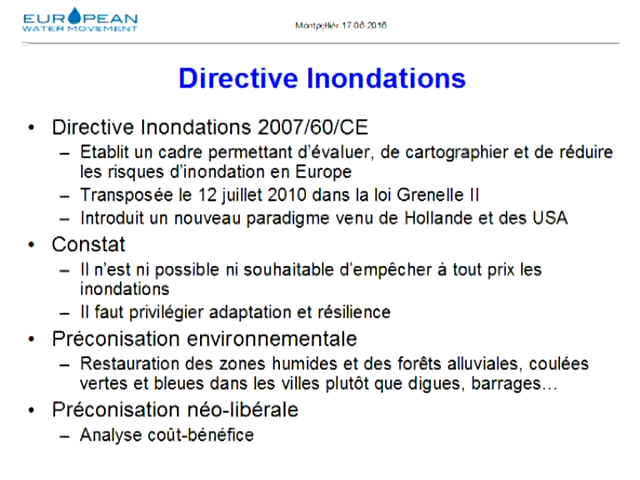 EUROPEAN
WATER MOVEMENT
Montpellier 17-06-2016
Directive Inondations
• Directive Inondations 2007/60/CE
– Etablit un cadre permettant d'évaluer, de cartographier et de réduire
les risques d'inondation en Europe
– Transposée le 12 juillet 2010 dans la loi Grenelle II
– Introduit un nouveau paradigme venu de Hollande et des USA
• Constat
– Il n'est ni possible ni souhaitable d'empêcher à tout prix les
inondations
– Il faut privilégier adaptation et résilience
• Préconisation environnementale
– Restauration des zones humides et des forêts alluviales, coulées
vertes et bleues dans les villes plutôt que digues, barrages…
• Préconisation néo-libérale
– Analyse coût-bénéfice